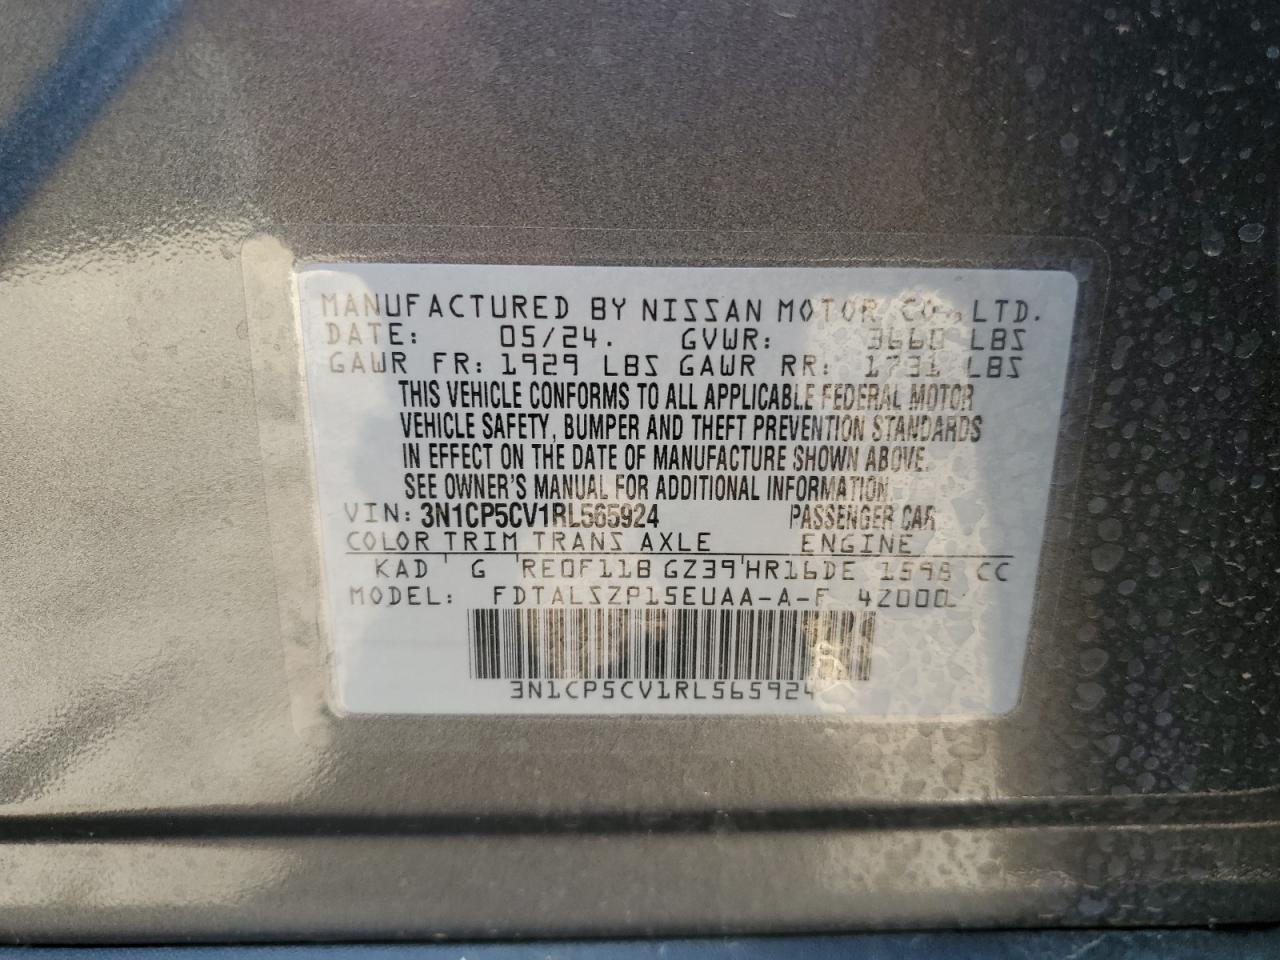 MANUFACTURED BY NISSAN MOTOR CO., LTD.
DATE: 05/24. GVWR: 3660 LBS
GAWR FR: 1929 LBS GAWR RR: 1731 LBS
THIS VEHICLE CONFORMS TO ALL APPLICABLE FEDERAL MOTOR
VEHICLE SAFETY, BUMPER AND THEFT PREVENTION STANDARDS
IN EFFECT ON THE DATE OF MANUFACTURE SHOWN ABOVE.
SEE OWNER'S MANUAL FOR ADDITIONAL INFORMATION.
VIN: 3N1CP5CV1RL565924 PASSENGER CAR
COLOR TRIM TRANS AXLE ENGINE
KAD G RE0F11B GZ39 HR16DE 1598 CC
MODEL: FDTALSZP15EUAA-A-F 42000
3N1CP5CV1RL565924